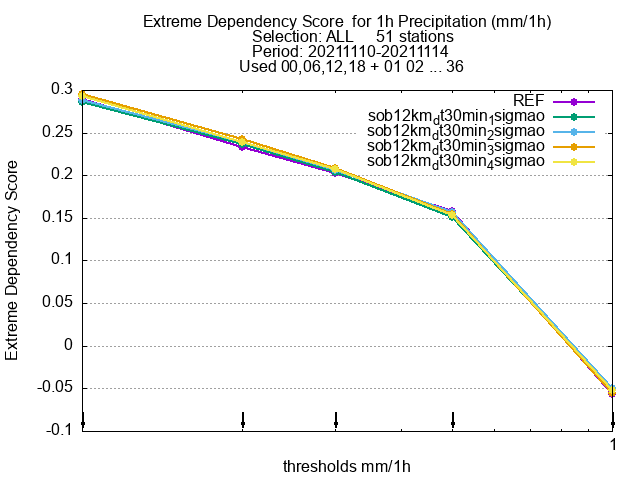 Extreme Dependency Score  for 1h Precipitation (mm/1h)
Selection: ALL     51 stations
Period: 20211110-20211114
Used 00,06,12,18 + 01 02 ... 36
REF
sob12km_dt30min_1sigmao
sob12km_dt30min_2sigmao
sob12km_dt30min_3sigmao
sob12km_dt30min_4sigmao
0.3
0.25
0.2
0.15
0.1
0.05
0
-0.05
-0.1
Extreme Dependency Score
1
thresholds mm/1h